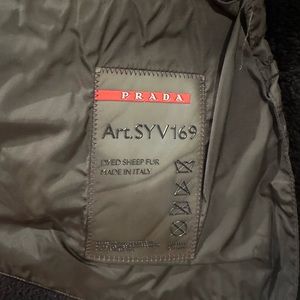 PRADA
Art.SYV169
DYED SHEEP FUR
MADE IN ITALY